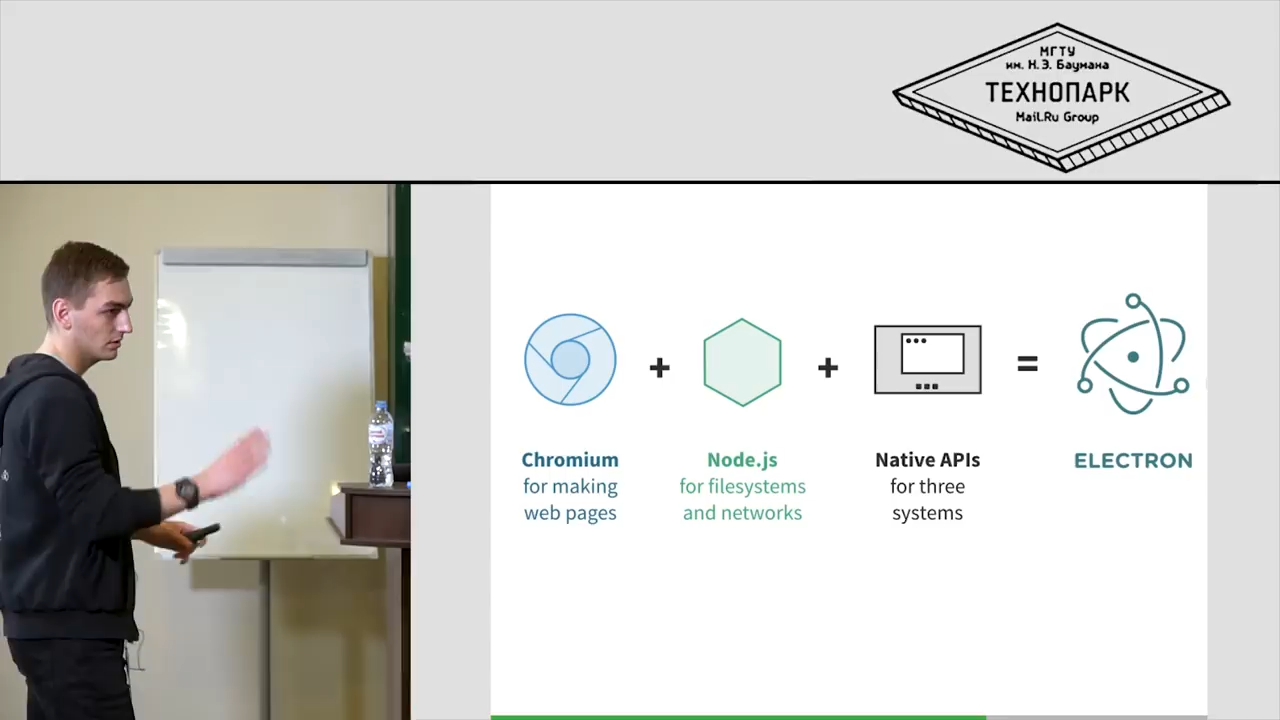 МГТУ
им. Н.Э. Баумана
ТЕХНОПАРК
Mail.Ru Group
+
+
=
Chromium
for making
web pages
Node.js
for filesystems
and networks
Native APIs
for three
systems
ELECTRON